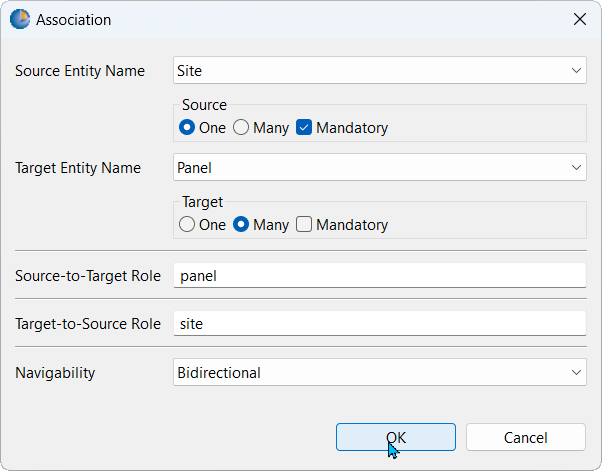 Association
Source Entity Name Site
Source
One Many Mandatory
Target Entity Name Panel
Target
One Many Mandatory
Source-to-Target Role panel
Target-to-Source Role site
Navigability Bidirectional
OK Cancel